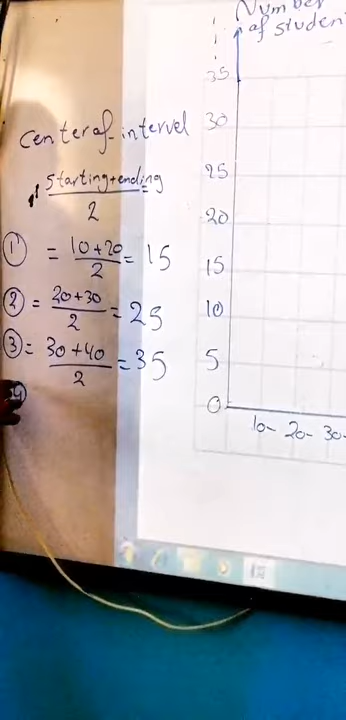 Number
of student
center of interval
starting+ending
2
① = 10+20 / 2 = 15
② = 20+30 / 2 = 25
③ = 30+40 / 2 = 35
35
30
25
20
15
10
5
0
10- 20- 30-